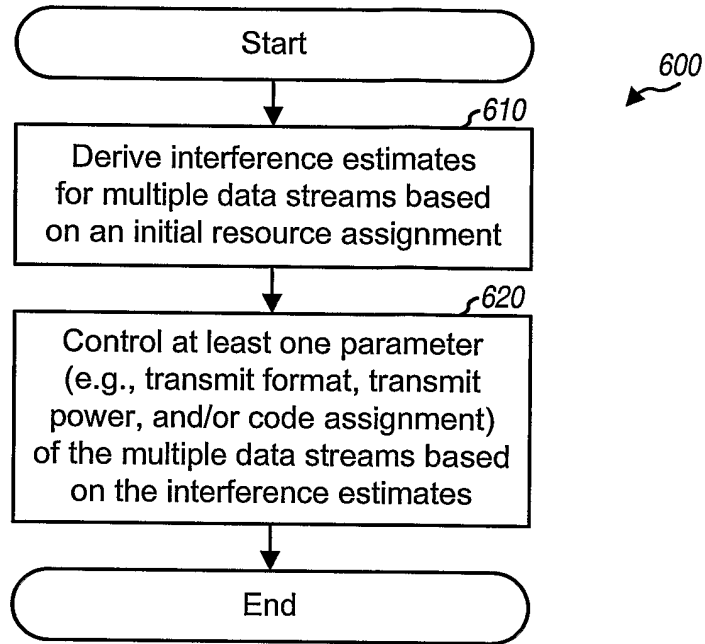 Start
600
610
Derive interference estimates
for multiple data streams based
on an initial resource assignment
620
Control at least one parameter
(e.g., transmit format, transmit
power, and/or code assignment)
of the multiple data streams based
on the interference estimates
End